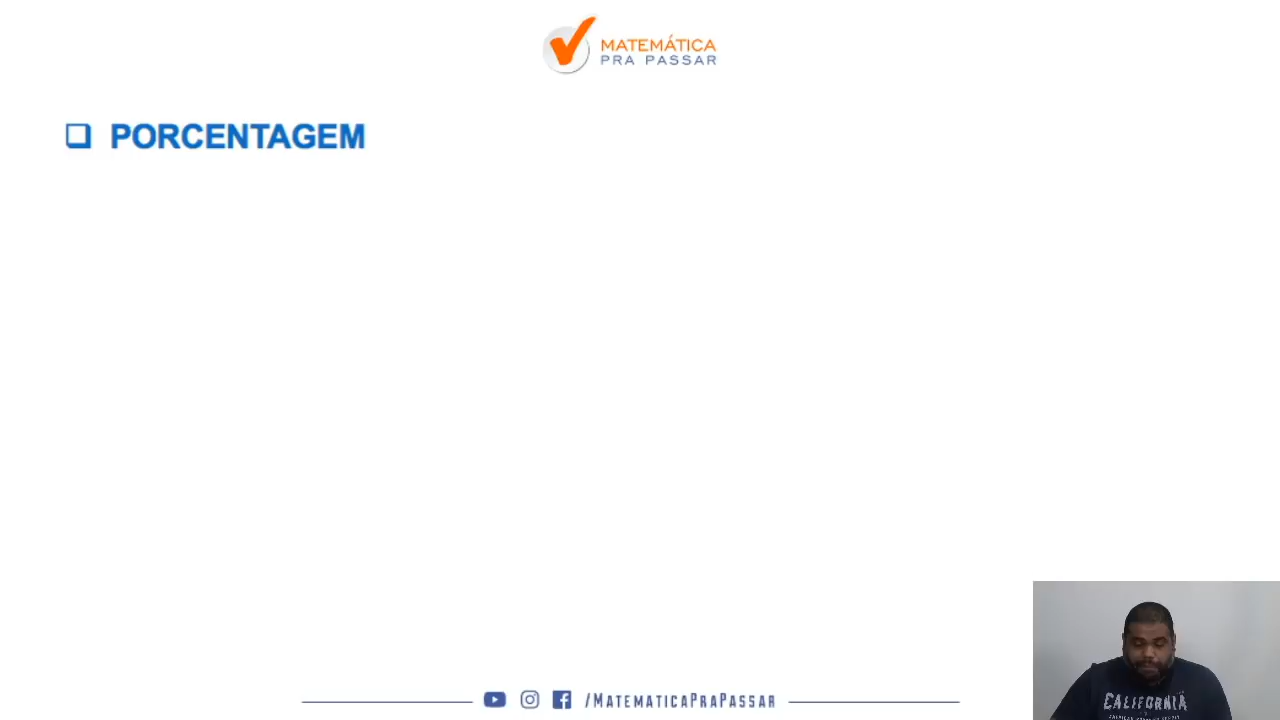 MATEMÁTICA
PRA PASSAR
PORCENTAGEM
CALIFORNIA
/MATEMATICAPRAPASSAR